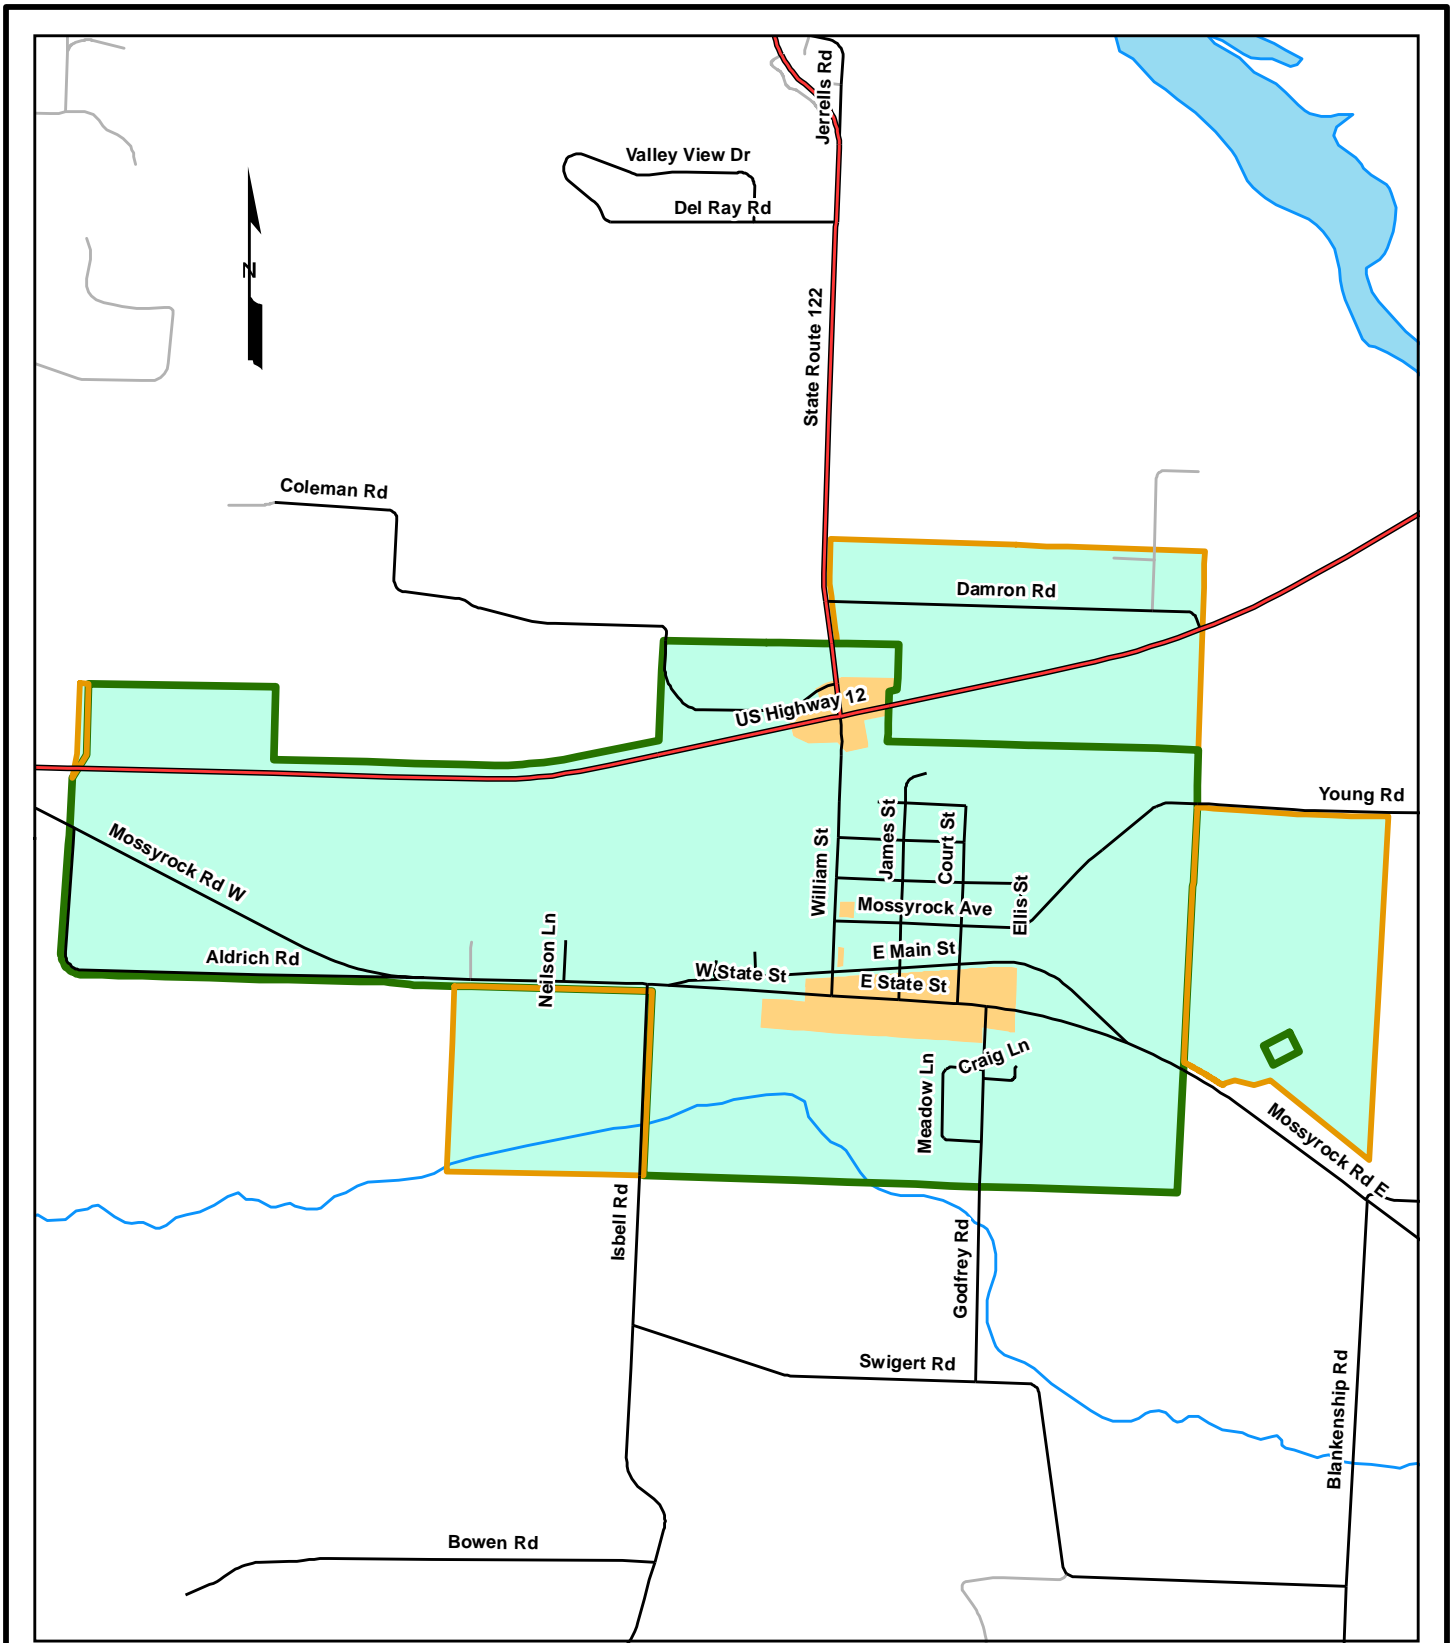 Jerrells Rd
Valley View Dr
Del Ray Rd
N
State Route 122
Coleman Rd
Damron Rd
US Highway 12
Young Rd
Mossyrock Rd W
William St
James St
Court St
Ellis St
Mossyrock Ave
Aldrich Rd
Neilson Ln
W State St
E Main St
E State St
Meadow Ln
Craig Ln
Mossyrock Rd E
Isbell Rd
Godfrey Rd
Swigert Rd
Blankenship Rd
Bowen Rd